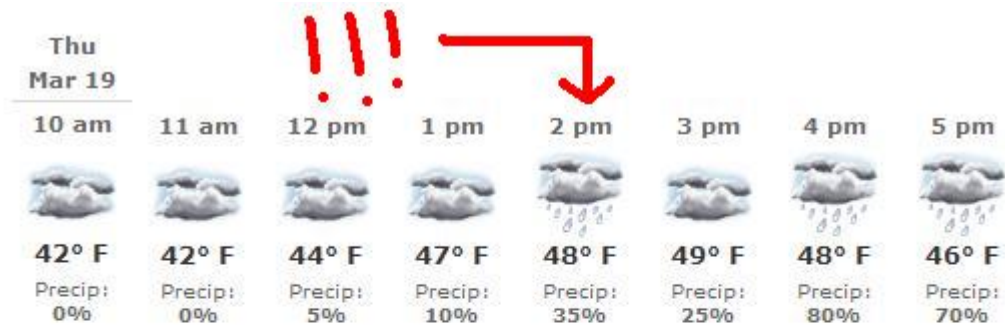 !!!
Thu
Mar 19
10 am 11 am 12 pm 1 pm 2 pm 3 pm 4 pm 5 pm
42° F 42° F 44° F 47° F 48° F 49° F 48° F 46° F
Precip: Precip: Precip: Precip: Precip: Precip: Precip: Precip:
0% 0% 5% 10% 35% 25% 80% 70%